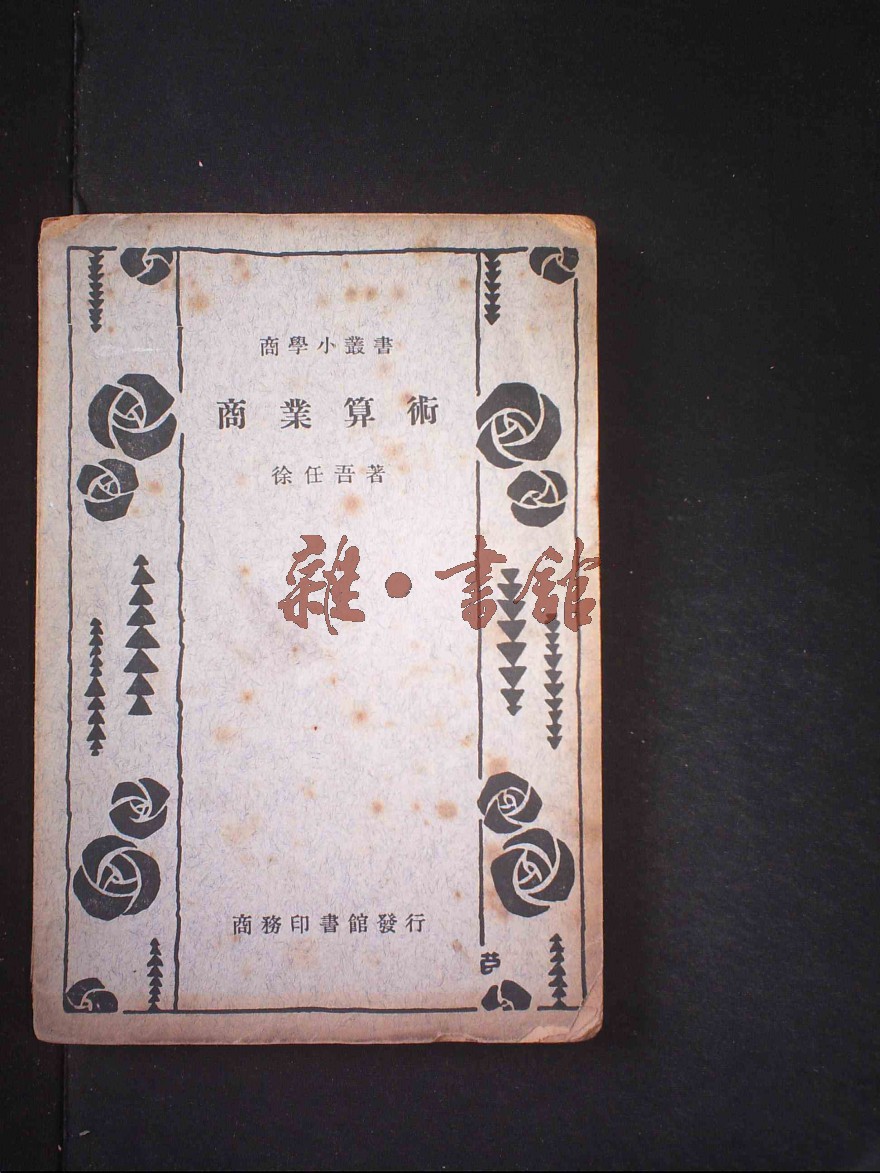 商學小叢書
商業算術
徐任吾著
雜·書館
商務印書館發行